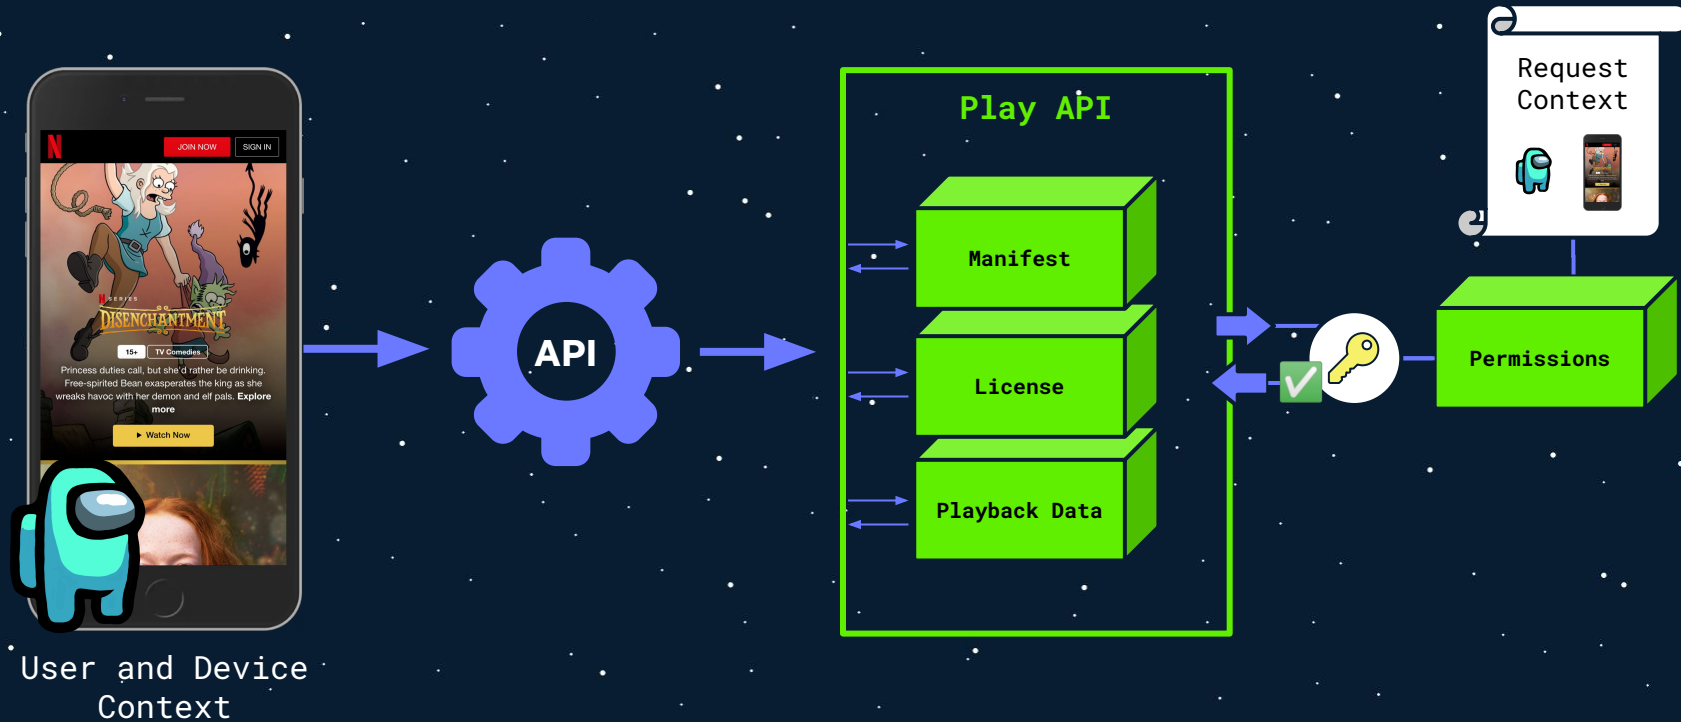 JOIN NOW
SIGN IN
N SERIES
DISENCHANTMENT
15+
TV Comedies
Princess duties call, but she'd rather be drinking.
Free-spirited Bean exasperates the king as she
wreaks havoc with her demon and elf pals. Explore
more
Watch Now
User and Device
Context
API
Play API
Manifest
License
Playback Data
Request
Context
Permissions